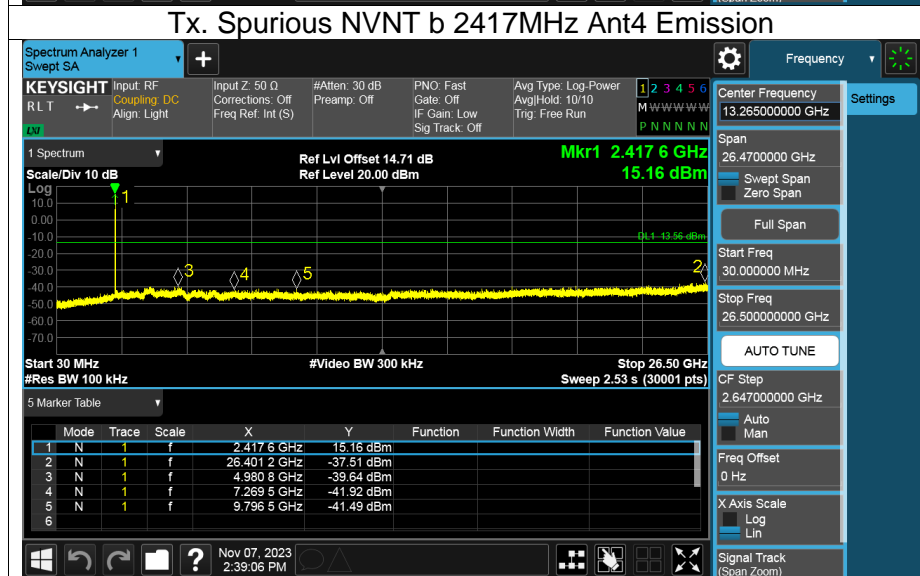 (Span Zoom)
Tx. Spurious NVNT b 2417MHz Ant4 Emission
Spectrum Analyzer 1
Swept SA
Frequency
Settings
KEYSIGHT
RLT
LXI
Input: RF
Coupling: DC
Align: Light
Input Z: 50 Ω
Corrections: Off
Freq Ref: Int (S)
#Atten: 30 dB
Preamp: Off
PNO: Fast
Gate: Off
IF Gain: Low
Sig Track: Off
Avg Type: Log-Power
Avg|Hold: 10/10
Trig: Free Run
1 2 3 4 5 6
M W W W W W
P N N N N N
1 Spectrum
Scale/Div 10 dB
Ref Lvl Offset 14.71 dB
Ref Level 20.00 dBm
Mkr1 2.417 6 GHz
15.16 dBm
Log
10.0
0.00
-10.0
-20.0
-30.0
-40.0
-50.0
-60.0
-70.0
1
DL1 -13.56 dBm
2
3
4
5
Start 30 MHz
#Res BW 100 kHz
#Video BW 300 kHz
Stop 26.50 GHz
Sweep 2.53 s (30001 pts)
5 Marker Table
Mode Trace Scale X Y Function Function Width Function Value
1 N 1 f 2.417 6 GHz 15.16 dBm
2 N 1 f 26.401 2 GHz -37.51 dBm
3 N 1 f 4.980 8 GHz -39.64 dBm
4 N 1 f 7.269 5 GHz -41.92 dBm
5 N 1 f 9.796 5 GHz -41.49 dBm
6
Center Frequency
13.265000000 GHz
Span
26.4700000 GHz
Swept Span
Zero Span
Full Span
Start Freq
30.000000 MHz
Stop Freq
26.500000000 GHz
AUTO TUNE
CF Step
2.647000000 GHz
Auto
Man
Freq Offset
0 Hz
X Axis Scale
Log
Lin
Signal Track
(Span Zoom)
?
Nov 07, 2023
2:39:06 PM